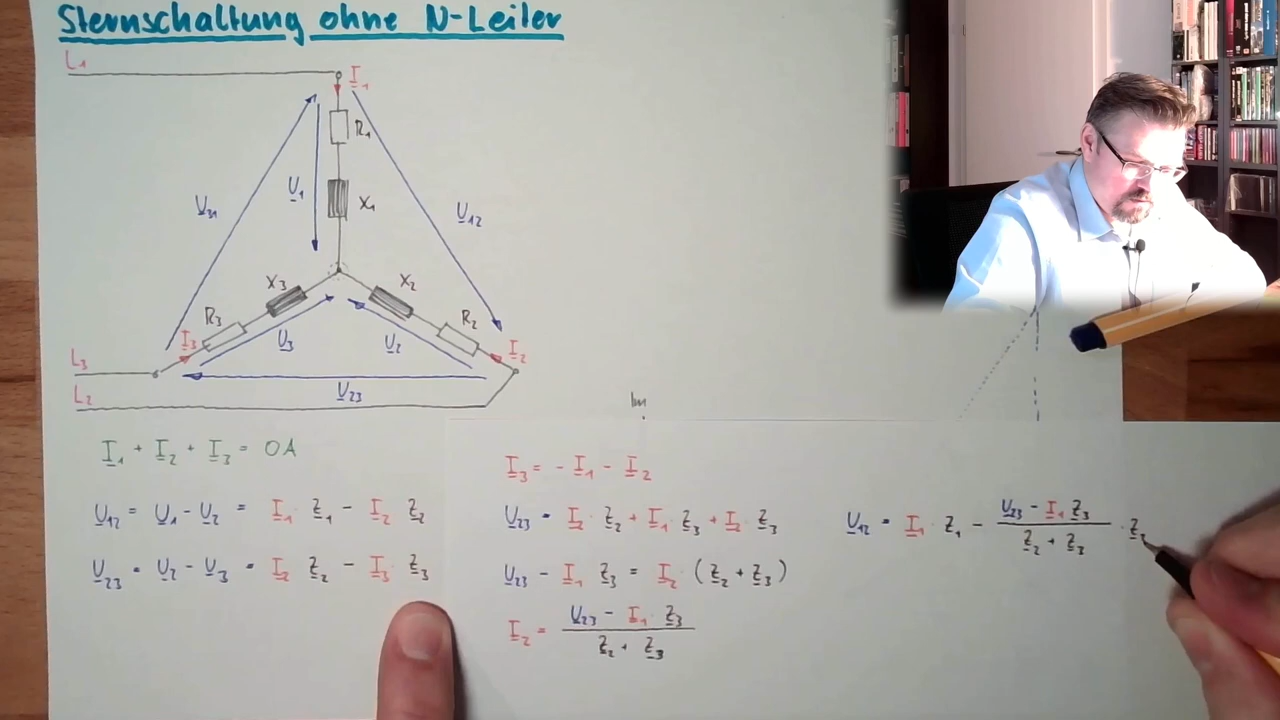 Sternschaltung ohne N-Leiter
L1
I1
R1
U31
U1
X1
U12
X3
X2
R3
R2
I3
U3
U2
I2
L3
L2
U23
Im
I1 + I2 + I3 = 0A
U12 = U1 - U2 = I1 · Z1 - I2 · Z2
U23 = U2 - U3 = I2 · Z2 - I3 · Z3
I3 = - I1 - I2
U23 = I2 · Z2 + I1 · Z3 + I2 · Z3
U23 - I1 · Z3 = I2 · (Z2 + Z3)
I2 = (U23 - I1 · Z3) / (Z2 + Z3)
U12 = I1 · Z1 - (U23 - I1 · Z3) / (Z2 + Z3) · Z